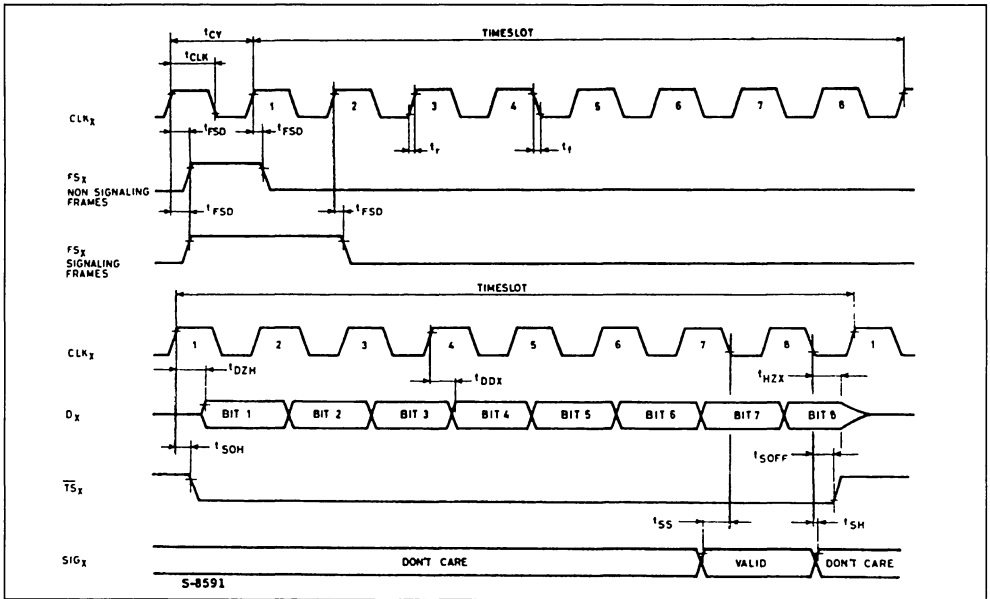 tCY
TIMESLOT
tCLK
1 2 3 4 5 6 7 8
CLKX
tFSD tFSD
tr tf
FSX
NON SIGNALING
FRAMES
tFSD tFSD
FSX
SIGNALING
FRAMES
TIMESLOT
CLKX
1 2 3 4 5 6 7 8 1
tDZH tDDX tHZX
DX
BIT 1 BIT 2 BIT 3 BIT 4 BIT 5 BIT 6 BIT 7 BIT 8
tSOH tSOFF
T̅S̅X
tSS tSH
SIGX
DON'T CARE VALID DON'T CARE
S-8591